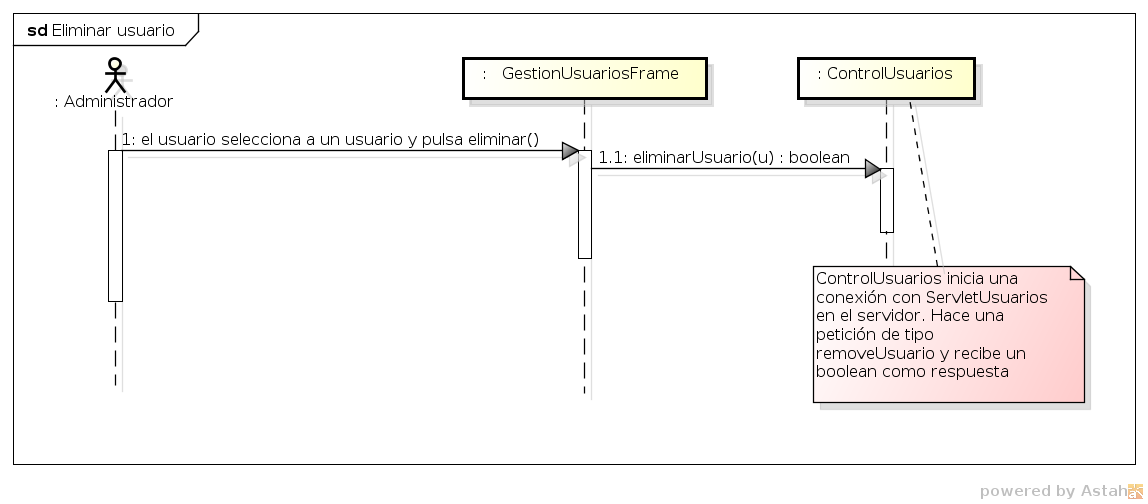 sd Eliminar usuario
: Administrador
: GestionUsuariosFrame
: ControlUsuarios
1: el usuario selecciona a un usuario y pulsa eliminar()
1.1: eliminarUsuario(u) : boolean
ControlUsuarios inicia una
conexión con ServletUsuarios
en el servidor. Hace una
petición de tipo
removeUsuario y recibe un
boolean como respuesta
powered by Astah